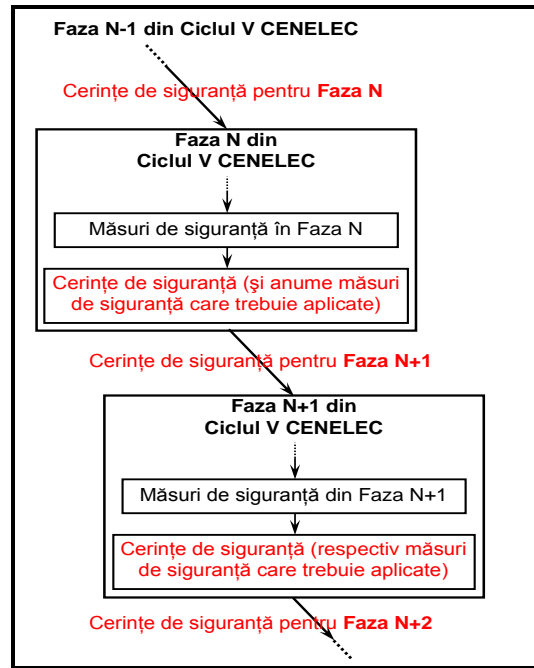 Faza N-1 din Ciclul V CENELEC
Cerințe de siguranță pentru Faza N
Faza N din
Ciclul V CENELEC
Măsuri de siguranță în Faza N
Cerințe de siguranță (şi anume măsuri
de siguranță care trebuie aplicate)
Cerințe de siguranță pentru Faza N+1
Faza N+1 din
Ciclul V CENELEC
Măsuri de siguranță din Faza N+1
Cerințe de siguranță (respectiv măsuri
de siguranță care trebuie aplicate)
Cerințe de siguranță pentru Faza N+2